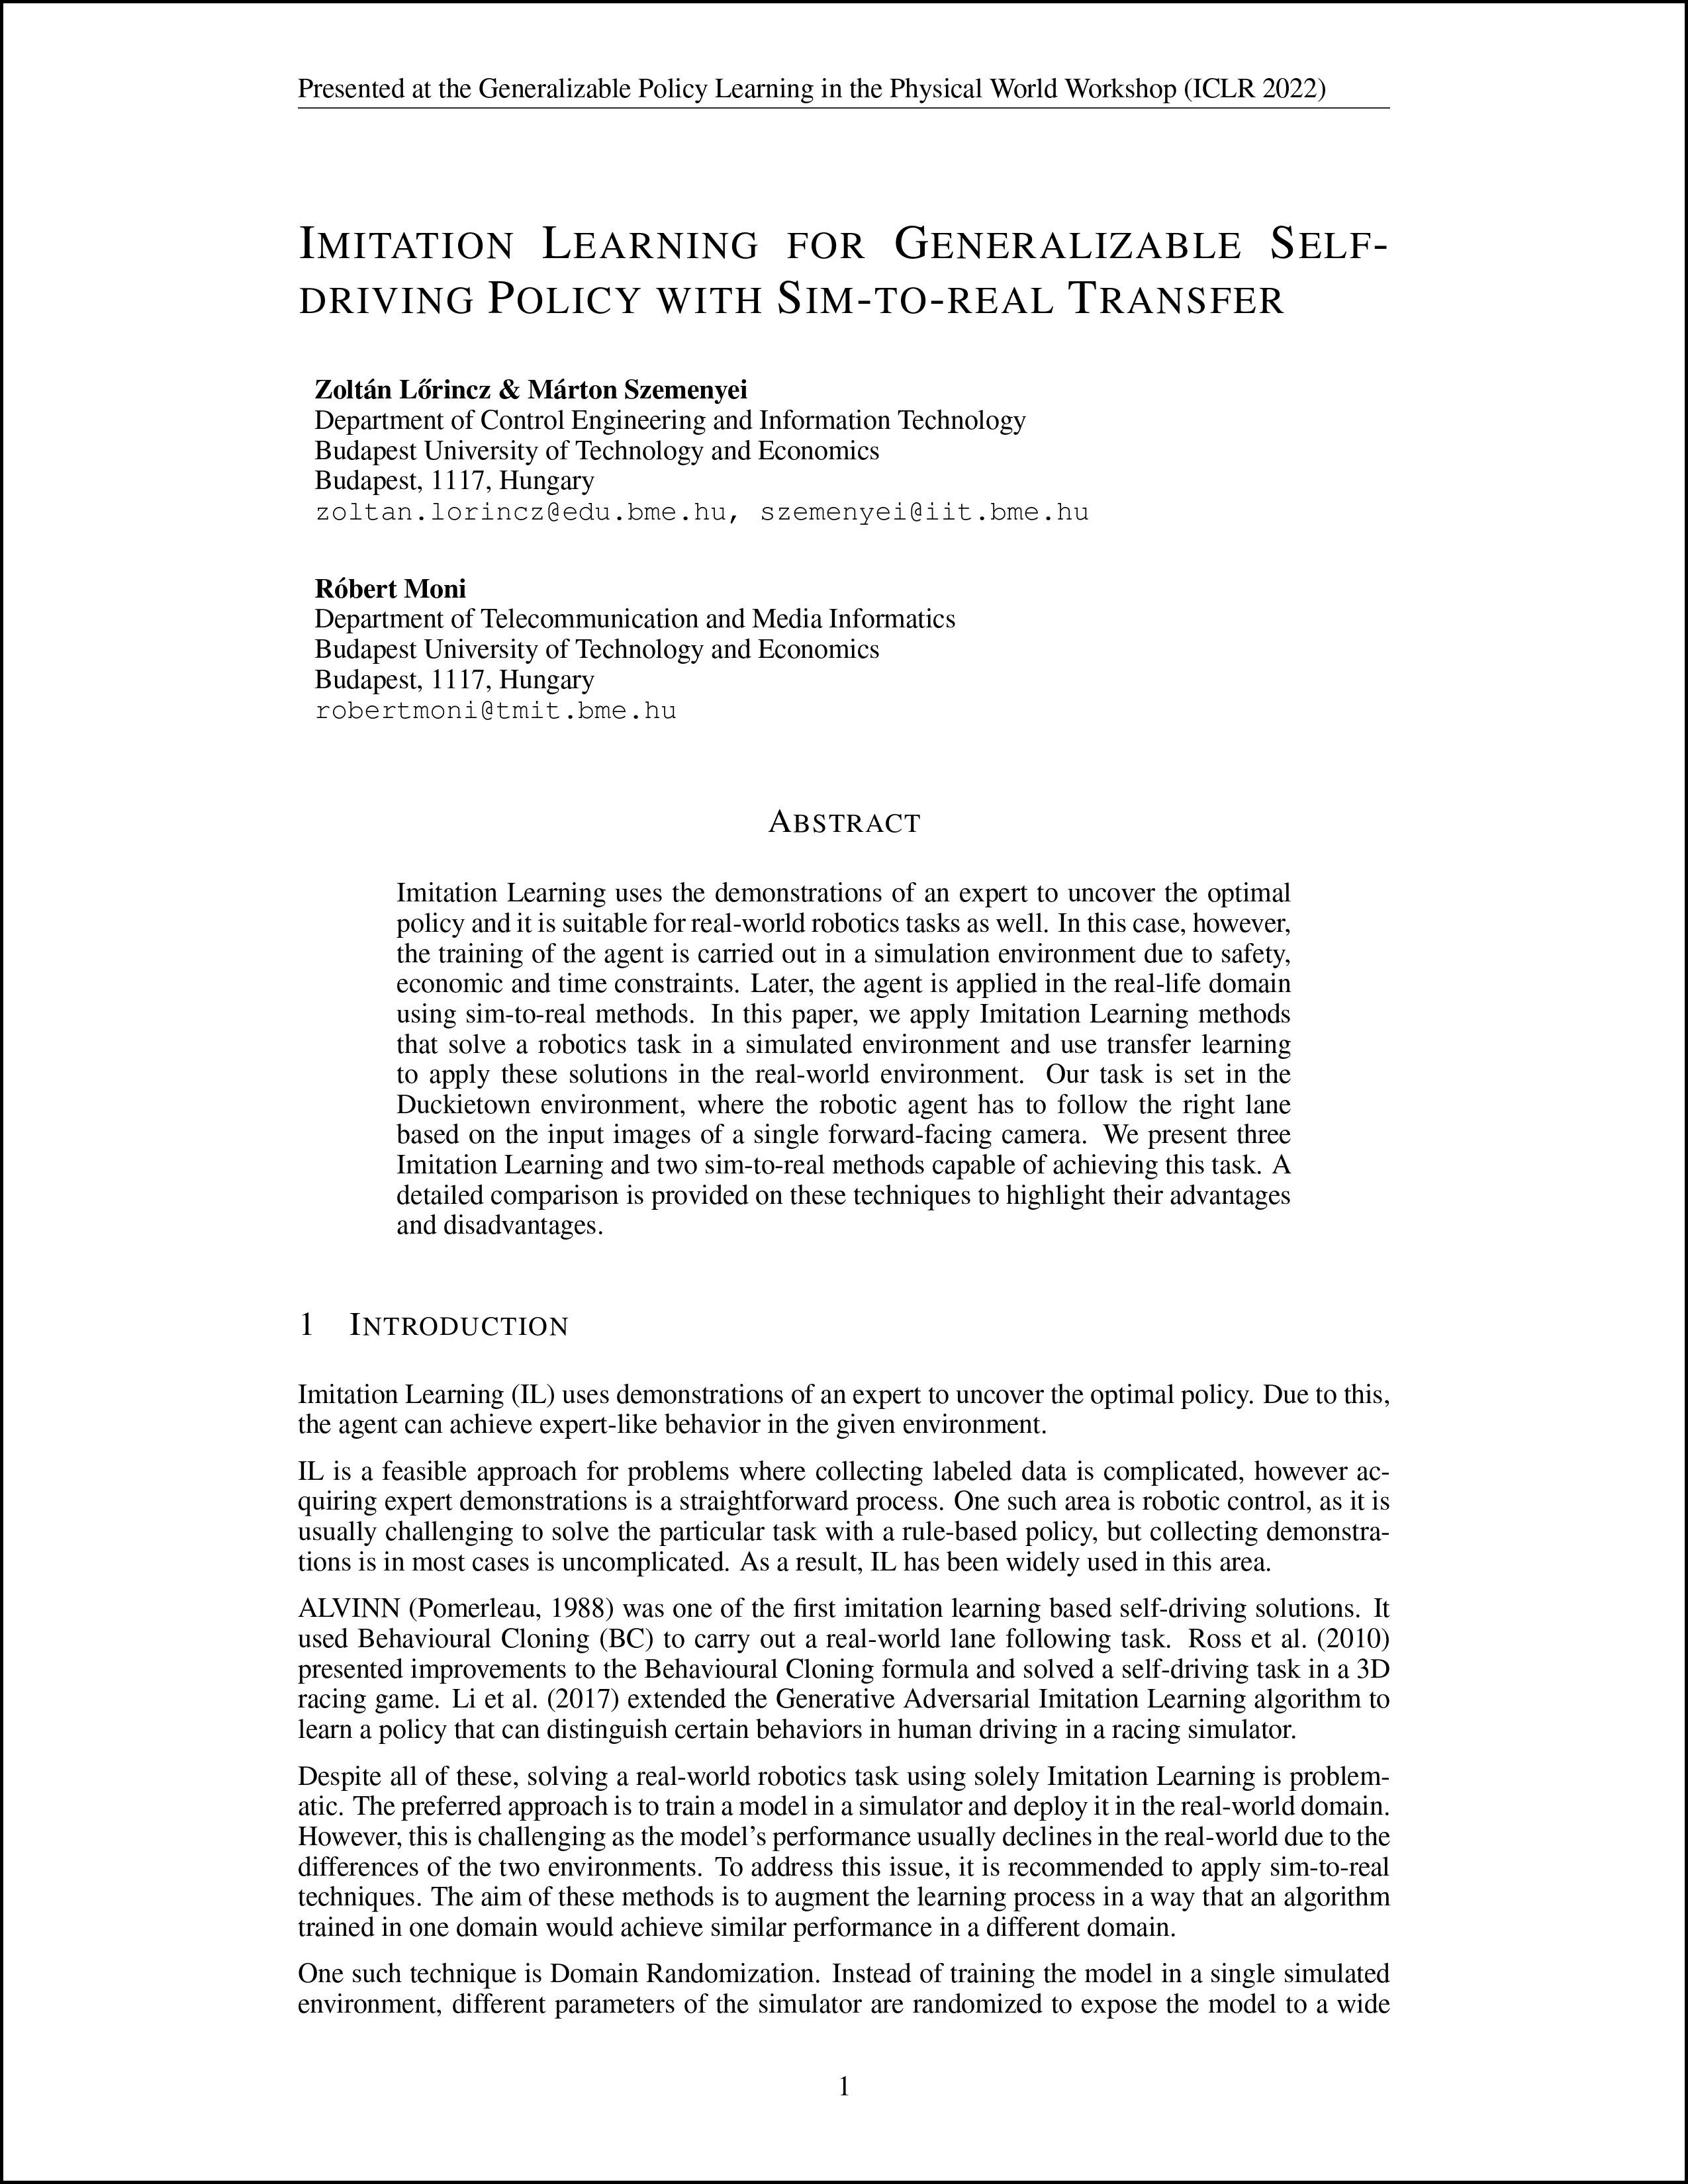 Presented at the Generalizable Policy Learning in the Physical World Workshop (ICLR 2022)
IMITATION LEARNING FOR GENERALIZABLE SELF-
DRIVING POLICY WITH SIM-TO-REAL TRANSFER
Zoltán Lőrincz & Márton Szemenyei
Department of Control Engineering and Information Technology
Budapest University of Technology and Economics
Budapest, 1117, Hungary
zoltan.lorincz@edu.bme.hu, szemenyei@iit.bme.hu
Róbert Moni
Department of Telecommunication and Media Informatics
Budapest University of Technology and Economics
Budapest, 1117, Hungary
robertmoni@tmit.bme.hu
ABSTRACT
Imitation Learning uses the demonstrations of an expert to uncover the optimal
policy and it is suitable for real-world robotics tasks as well. In this case, however,
the training of the agent is carried out in a simulation environment due to safety,
economic and time constraints. Later, the agent is applied in the real-life domain
using sim-to-real methods. In this paper, we apply Imitation Learning methods
that solve a robotics task in a simulated environment and use transfer learning
to apply these solutions in the real-world environment. Our task is set in the
Duckietown environment, where the robotic agent has to follow the right lane
based on the input images of a single forward-facing camera. We present three
Imitation Learning and two sim-to-real methods capable of achieving this task. A
detailed comparison is provided on these techniques to highlight their advantages
and disadvantages.
1 INTRODUCTION
Imitation Learning (IL) uses demonstrations of an expert to uncover the optimal policy. Due to this,
the agent can achieve expert-like behavior in the given environment.
IL is a feasible approach for problems where collecting labeled data is complicated, however ac-
quiring expert demonstrations is a straightforward process. One such area is robotic control, as it is
usually challenging to solve the particular task with a rule-based policy, but collecting demonstra-
tions is in most cases is uncomplicated. As a result, IL has been widely used in this area.
ALVINN (Pomerleau, 1988) was one of the first imitation learning based self-driving solutions. It
used Behavioural Cloning (BC) to carry out a real-world lane following task. Ross et al. (2010)
presented improvements to the Behavioural Cloning formula and solved a self-driving task in a 3D
racing game. Li et al. (2017) extended the Generative Adversarial Imitation Learning algorithm to
learn a policy that can distinguish certain behaviors in human driving in a racing simulator.
Despite all of these, solving a real-world robotics task using solely Imitation Learning is problem-
atic. The preferred approach is to train a model in a simulator and deploy it in the real-world domain.
However, this is challenging as the model's performance usually declines in the real-world due to the
differences of the two environments. To address this issue, it is recommended to apply sim-to-real
techniques. The aim of these methods is to augment the learning process in a way that an algorithm
trained in one domain would achieve similar performance in a different domain.
One such technique is Domain Randomization. Instead of training the model in a single simulated
environment, different parameters of the simulator are randomized to expose the model to a wide
1